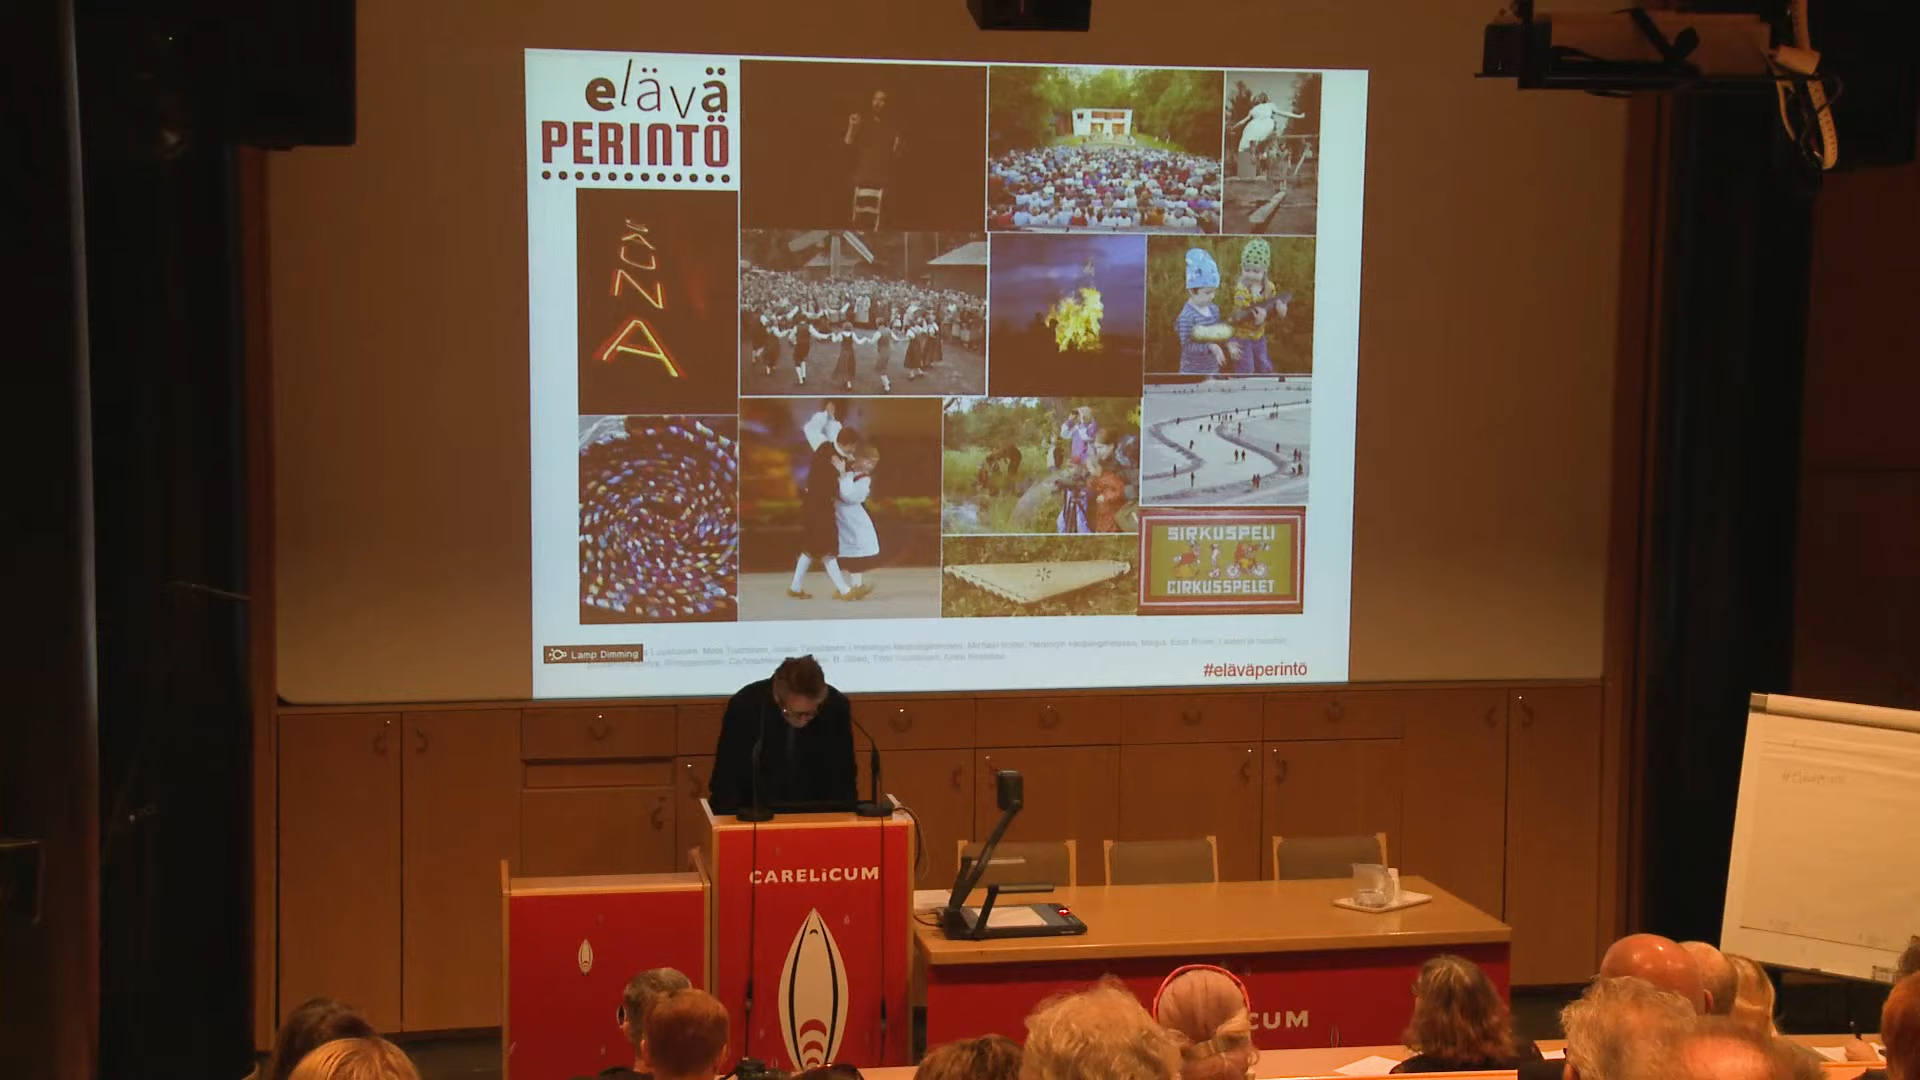 elävä
PERINTÖ
SAUNA
SIRKUSPELI
CIRKUSSPELET
Lamp Dimming
#eläväperintö
CARELiCUM
CUM